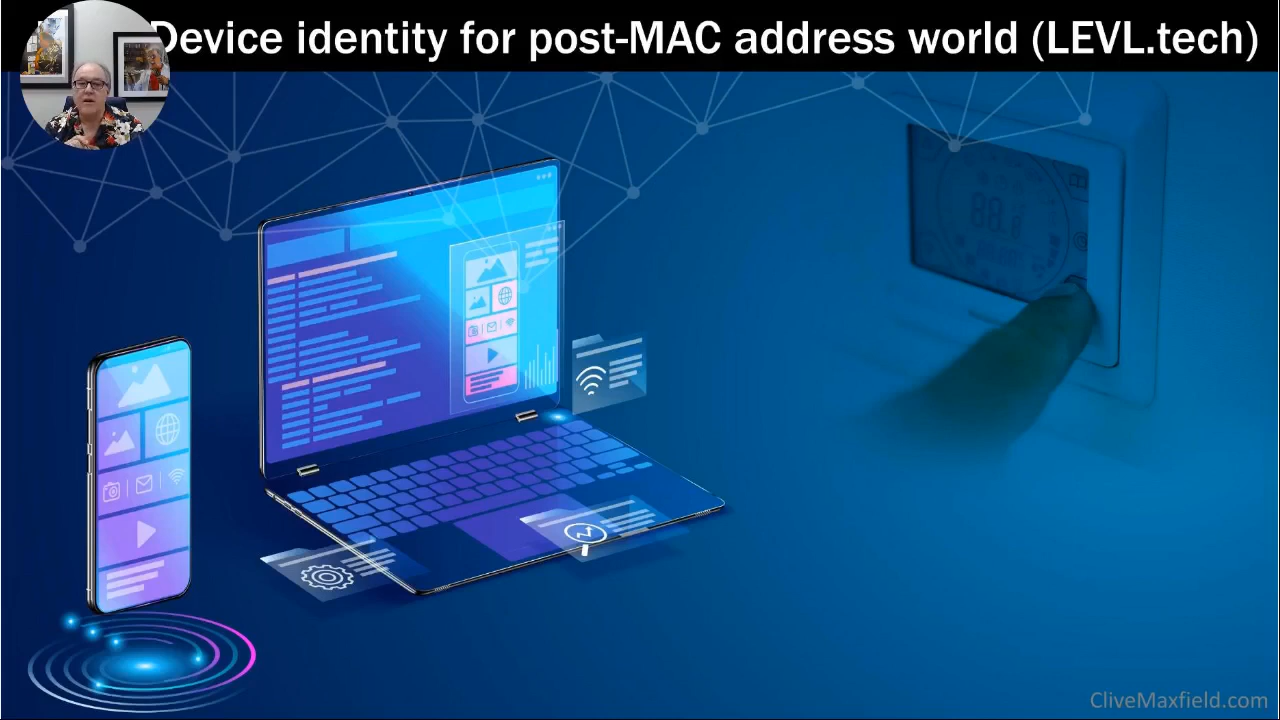 Device identity for post-MAC address world (LEVL.tech)
CliveMaxfield.com